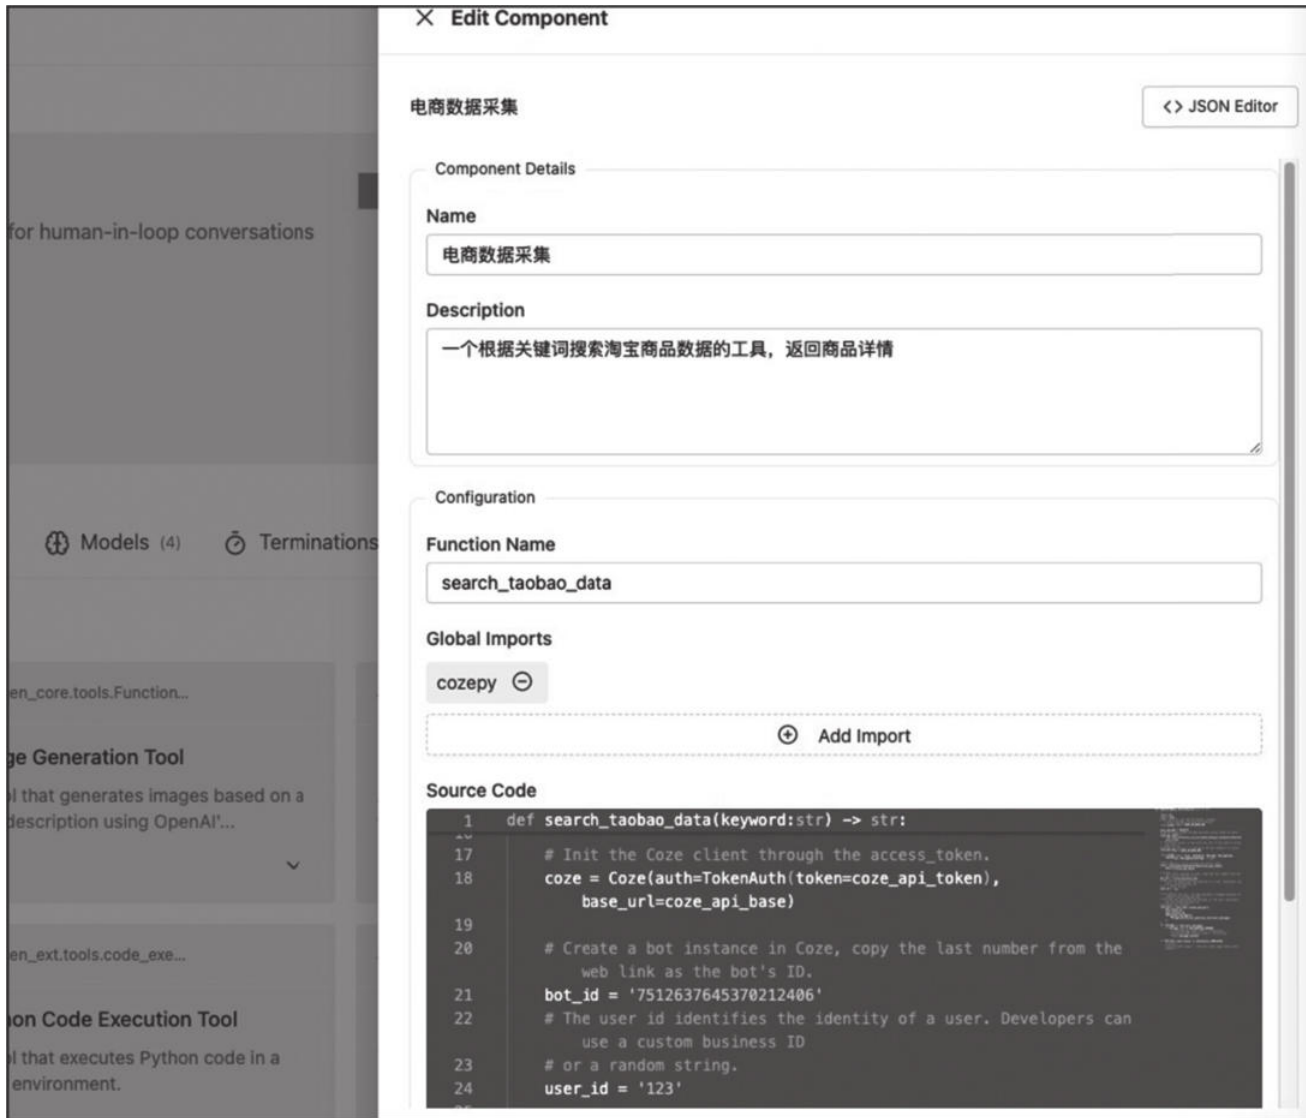 Edit Component
电商数据采集
<> JSON Editor
Component Details
Name
for human-in-loop conversations
电商数据采集
Description
一个根据关键词搜索淘宝商品数据的工具，返回商品详情
Configuration
Models (4)
Terminations
Function Name
search_taobao_data
Global Imports
cozepy
en_core.tools.Function...
Add Import
ge Generation Tool
Source Code
ol that generates images based on a
description using OpenAI'...
1 def search_taobao_data(keyword:str) -> str:
17 # Init the Coze client through the access_token.
18 coze = Coze(auth=TokenAuth(token=coze_api_token),
base_url=coze_api_base)
19
20 # Create a bot instance in Coze, copy the last number from the
web link as the bot's ID.
21 bot_id = '7512637645370212406'
22 # The user id identifies the identity of a user. Developers can
use a custom business ID
23 # or a random string.
24 user_id = '123'
en_ext.tools.code_exe...
on Code Execution Tool
ol that executes Python code in a
environment.